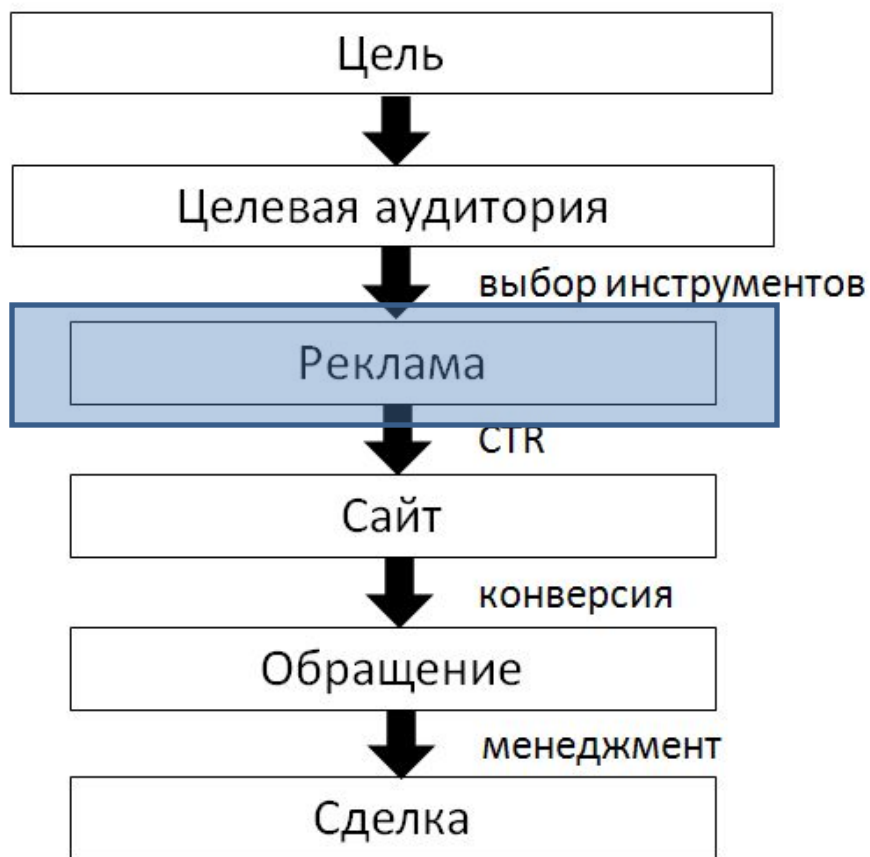 Цель
Целевая аудитория
выбор инструментов
Реклама
CTR
Сайт
конверсия
Обращение
менеджмент
Сделка